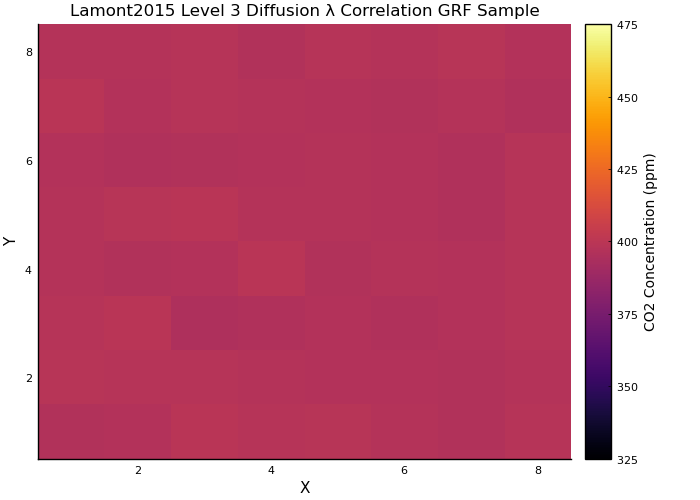 Lamont2015 Level 3 Diffusion λ Correlation GRF Sample
8
6
4
2
Y
2 4 6 8
X
475
450
425
400
375
350
325
CO2 Concentration (ppm)